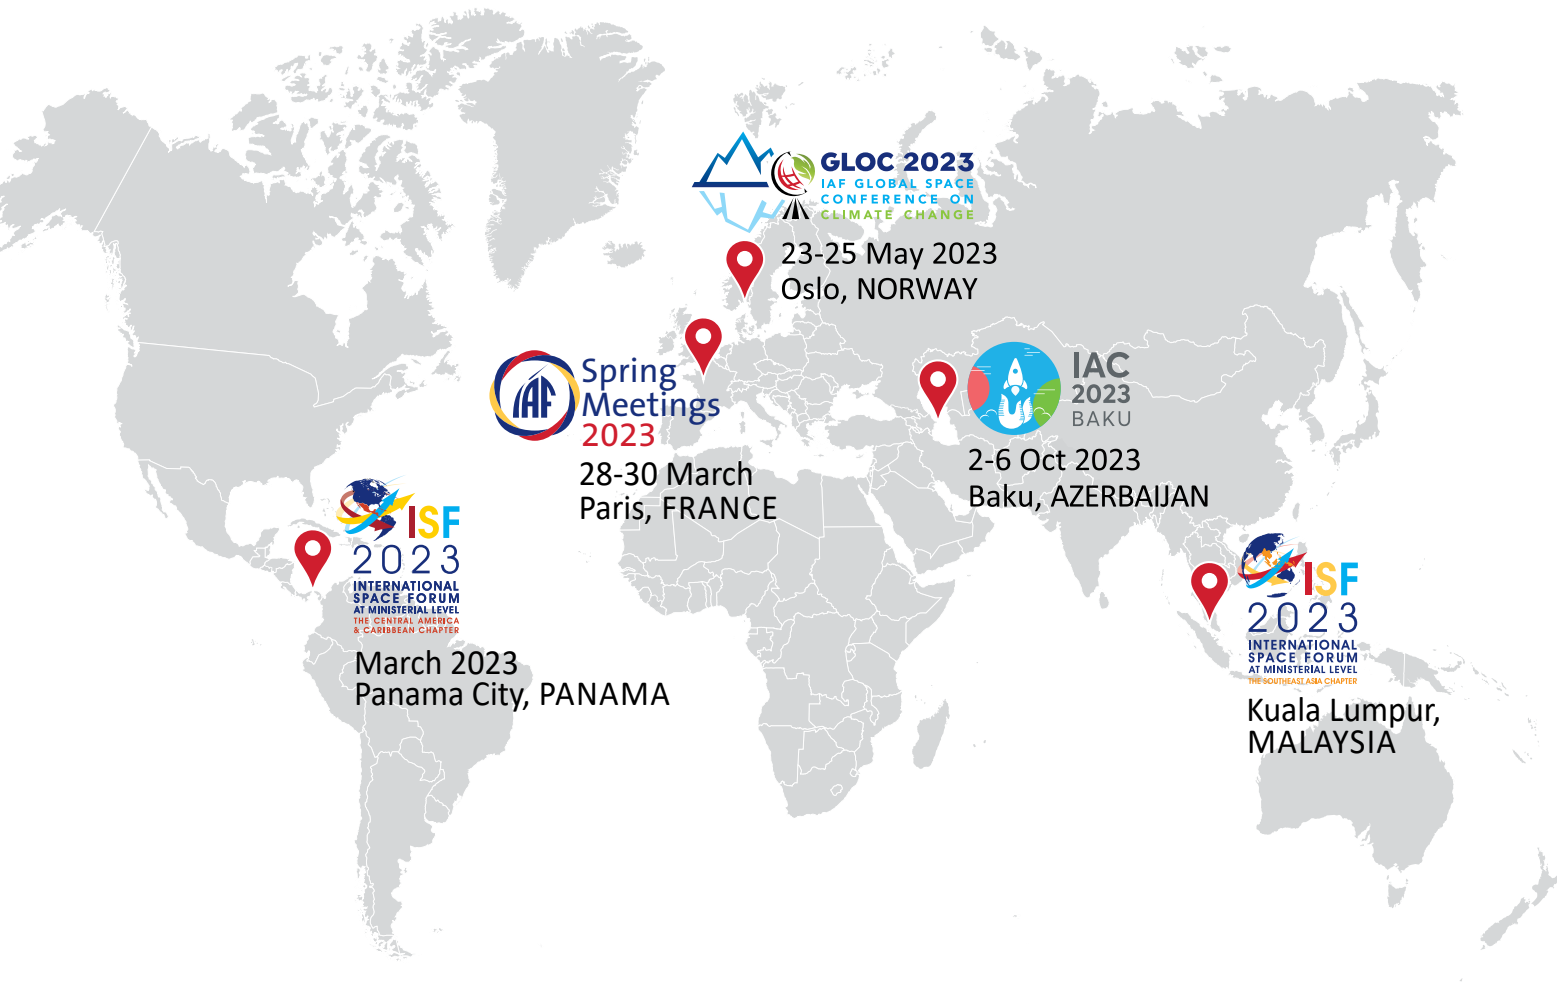 GLOC 2023
IAF GLOBAL SPACE
CONFERENCE ON
CLIMATE CHANGE
23-25 May 2023
Oslo, NORWAY
IAF
Spring
Meetings
2023
28-30 March
Paris, FRANCE
IAC
2023
BAKU
2-6 Oct 2023
Baku, AZERBAIJAN
ISF
2023
INTERNATIONAL
SPACE FORUM
AT MINISTERIAL LEVEL
THE CENTRAL AMERICA
& CARIBBEAN CHAPTER
March 2023
Panama City, PANAMA
ISF
2023
INTERNATIONAL
SPACE FORUM
AT MINISTERIAL LEVEL
THE SOUTHEAST ASIA CHAPTER
Kuala Lumpur,
MALAYSIA